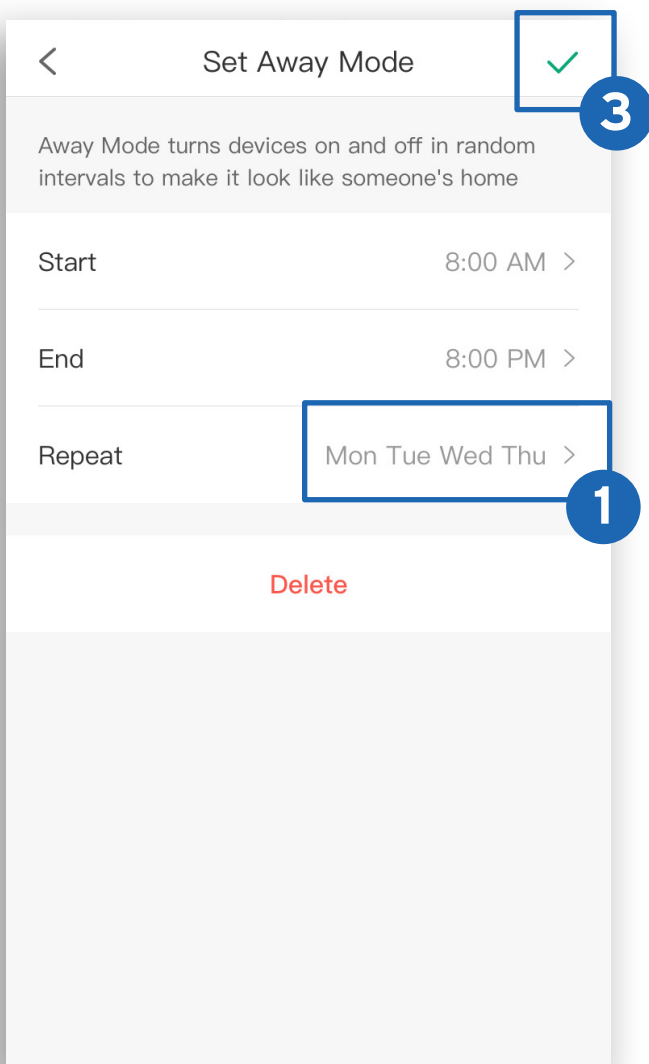 Set Away Mode
3
Away Mode turns devices on and off in random
intervals to make it look like someone's home
Start 8:00 AM
End 8:00 PM
Repeat Mon Tue Wed Thu
1
Delete